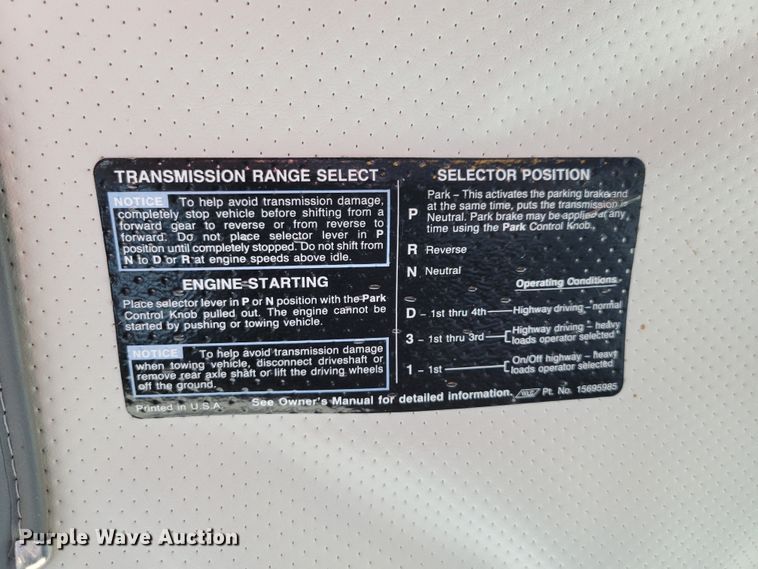 TRANSMISSION RANGE SELECT
NOTICE To help avoid transmission damage,
completely stop vehicle before shifting from a
forward gear to reverse or from reverse to
forward. Do not place selector lever in P
position until completely stopped. Do not shift from
N to D or R at engine speeds above idle.
ENGINE STARTING
Place selector lever in P or N position with the Park
Control Knob pulled out. The engine cannot be
started by pushing or towing vehicle.
NOTICE To help avoid transmission damage
when towing vehicle, disconnect driveshaft or
remove rear axle shaft or lift the driving wheels
off the ground.
Printed in U.S.A.
SELECTOR POSITION
P Park – This activates the parking brake and
at the same time, puts the transmission in
Neutral. Park brake may be applied at any
time using the Park Control Knob.
R Reverse
N Neutral
Operating Conditions
D - 1st thru 4th Highway driving – normal
3 - 1st thru 3rd Highway driving – heavy
loads operator selected
1 - 1st On/Off highway – heavy
loads operator selected
See Owner's Manual for detailed information. Pt. No. 15695985
Purple Wave Auction